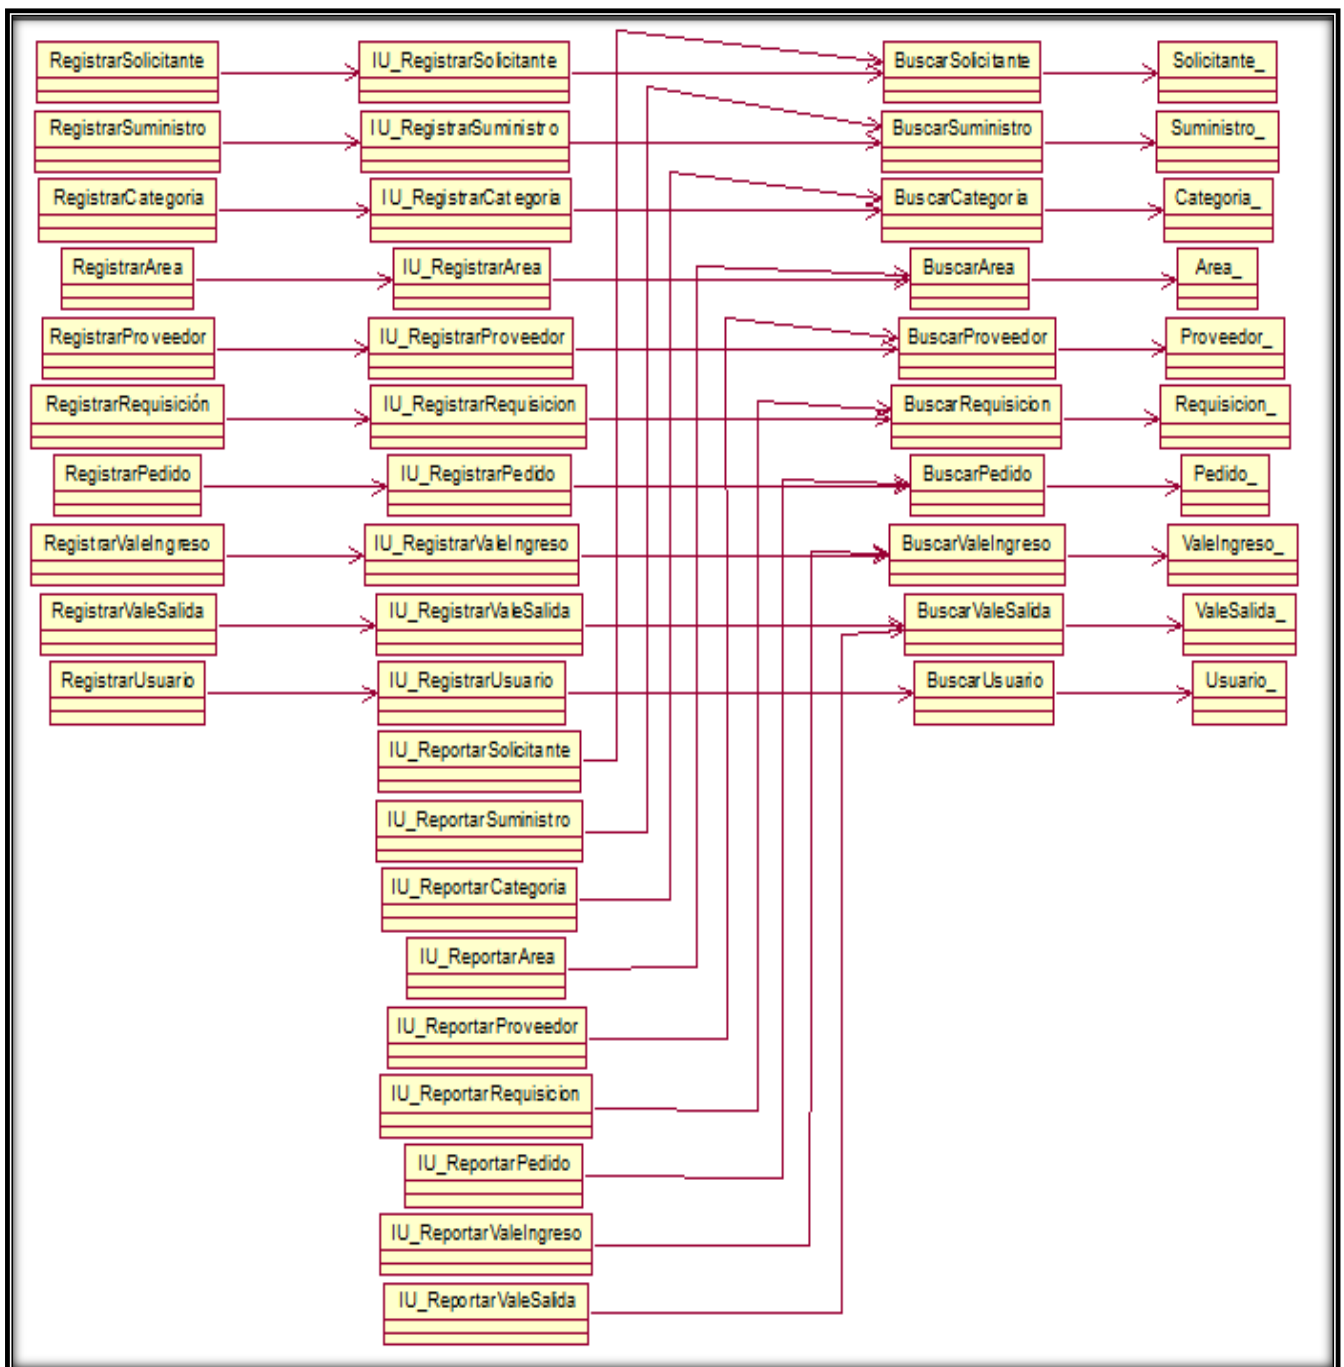 RegistrarSolicitante IU_RegistrarSolicitante BuscarSolicitante Solicitante_
RegistrarSuministro IU_RegistrarSuministro BuscarSuministro Suministro_
RegistrarCategoria IU_RegistrarCategoria BuscarCategoria Categoria_
RegistrarArea IU_RegistrarArea BuscarArea Area_
RegistrarProveedor IU_RegistrarProveedor BuscarProveedor Proveedor_
RegistrarRequisición IU_RegistrarRequisicion BuscarRequisicion Requisicion_
RegistrarPedido IU_RegistrarPedido BuscarPedido Pedido_
RegistrarValeIngreso IU_RegistrarValeIngreso BuscarValeIngreso ValeIngreso_
RegistrarValeSalida IU_RegistrarValeSalida BuscarValeSalida ValeSalida_
RegistrarUsuario IU_RegistrarUsuario BuscarUsuario Usuario_
IU_ReportarSolicitante
IU_ReportarSuministro
IU_ReportarCategoria
IU_ReportarArea
IU_ReportarProveedor
IU_ReportarRequisicion
IU_ReportarPedido
IU_ReportarValeIngreso
IU_ReportarValeSalida